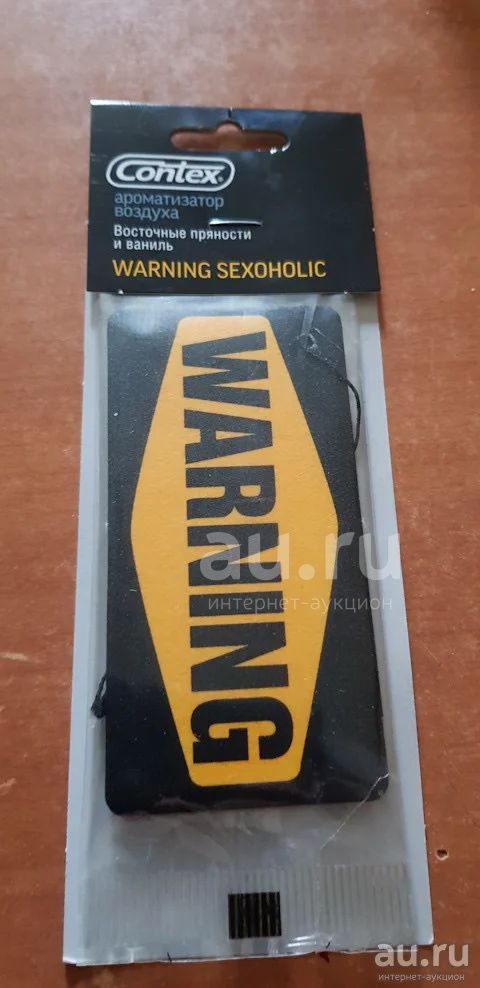 Contex
ароматизатор
воздуха
Восточные пряности
и ваниль
WARNING SEXOHOLIC
WARNING
au.ru
интернет-аукцион
au.ru
интернет-аукцион